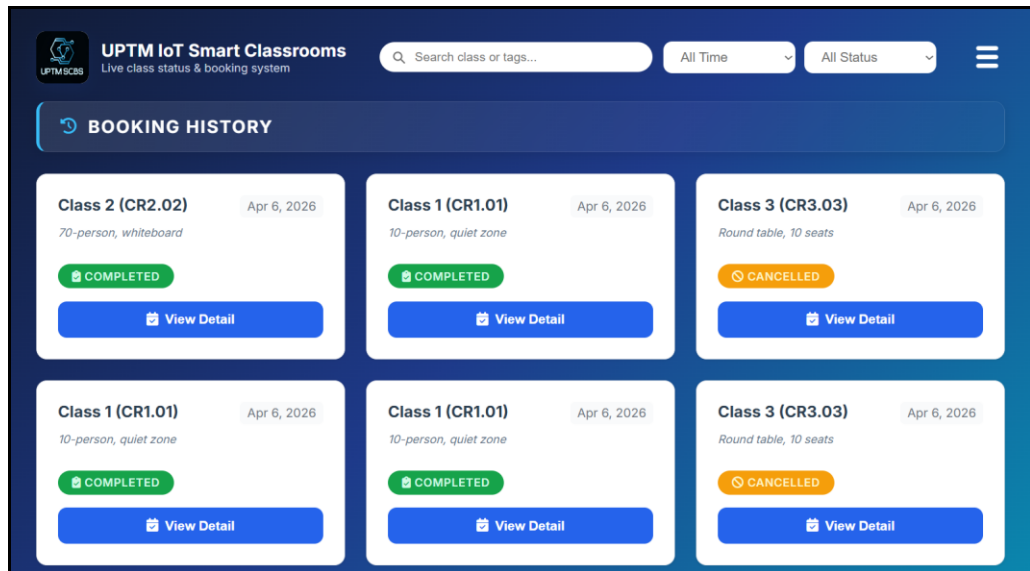 UPTM SCBS
UPTM IoT Smart Classrooms
Live class status & booking system
Search class or tags...
All Time
All Status
BOOKING HISTORY
Class 2 (CR2.02)
Apr 6, 2026
70-person, whiteboard
COMPLETED
View Detail
Class 1 (CR1.01)
Apr 6, 2026
10-person, quiet zone
COMPLETED
View Detail
Class 3 (CR3.03)
Apr 6, 2026
Round table, 10 seats
CANCELLED
View Detail
Class 1 (CR1.01)
Apr 6, 2026
10-person, quiet zone
COMPLETED
View Detail
Class 1 (CR1.01)
Apr 6, 2026
10-person, quiet zone
COMPLETED
View Detail
Class 3 (CR3.03)
Apr 6, 2026
Round table, 10 seats
CANCELLED
View Detail